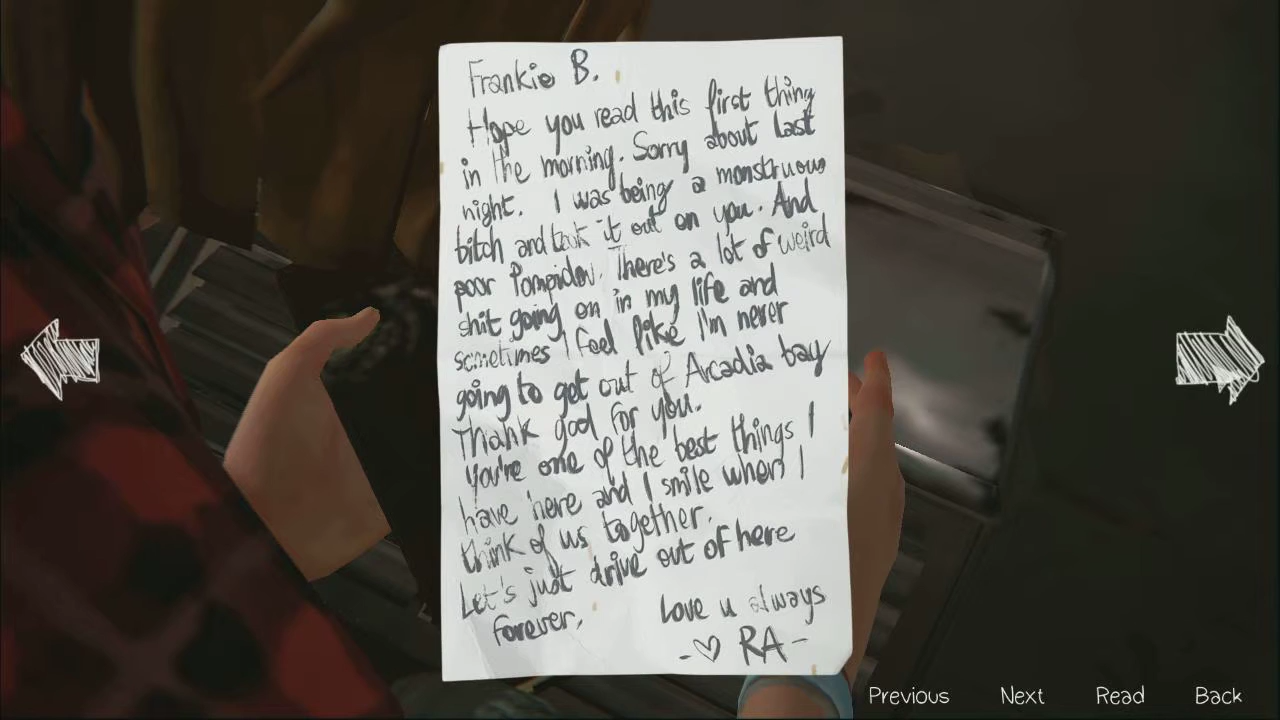 Frankie B.
Hope you read this first thing
in the morning. Sorry about last
night. I was being a monstruous
bitch and took it out on you. And
poor Pompidou. There's a lot of weird
shit going on in my life and
sometimes I feel like I'm never
going to get out of Arcadia bay
Thank god for you.
You're one of the best things I
have here and I smile when I
think of us together.
Let's just drive out of here
forever.
Love u always
-♡ RA-
Previous Next Read Back